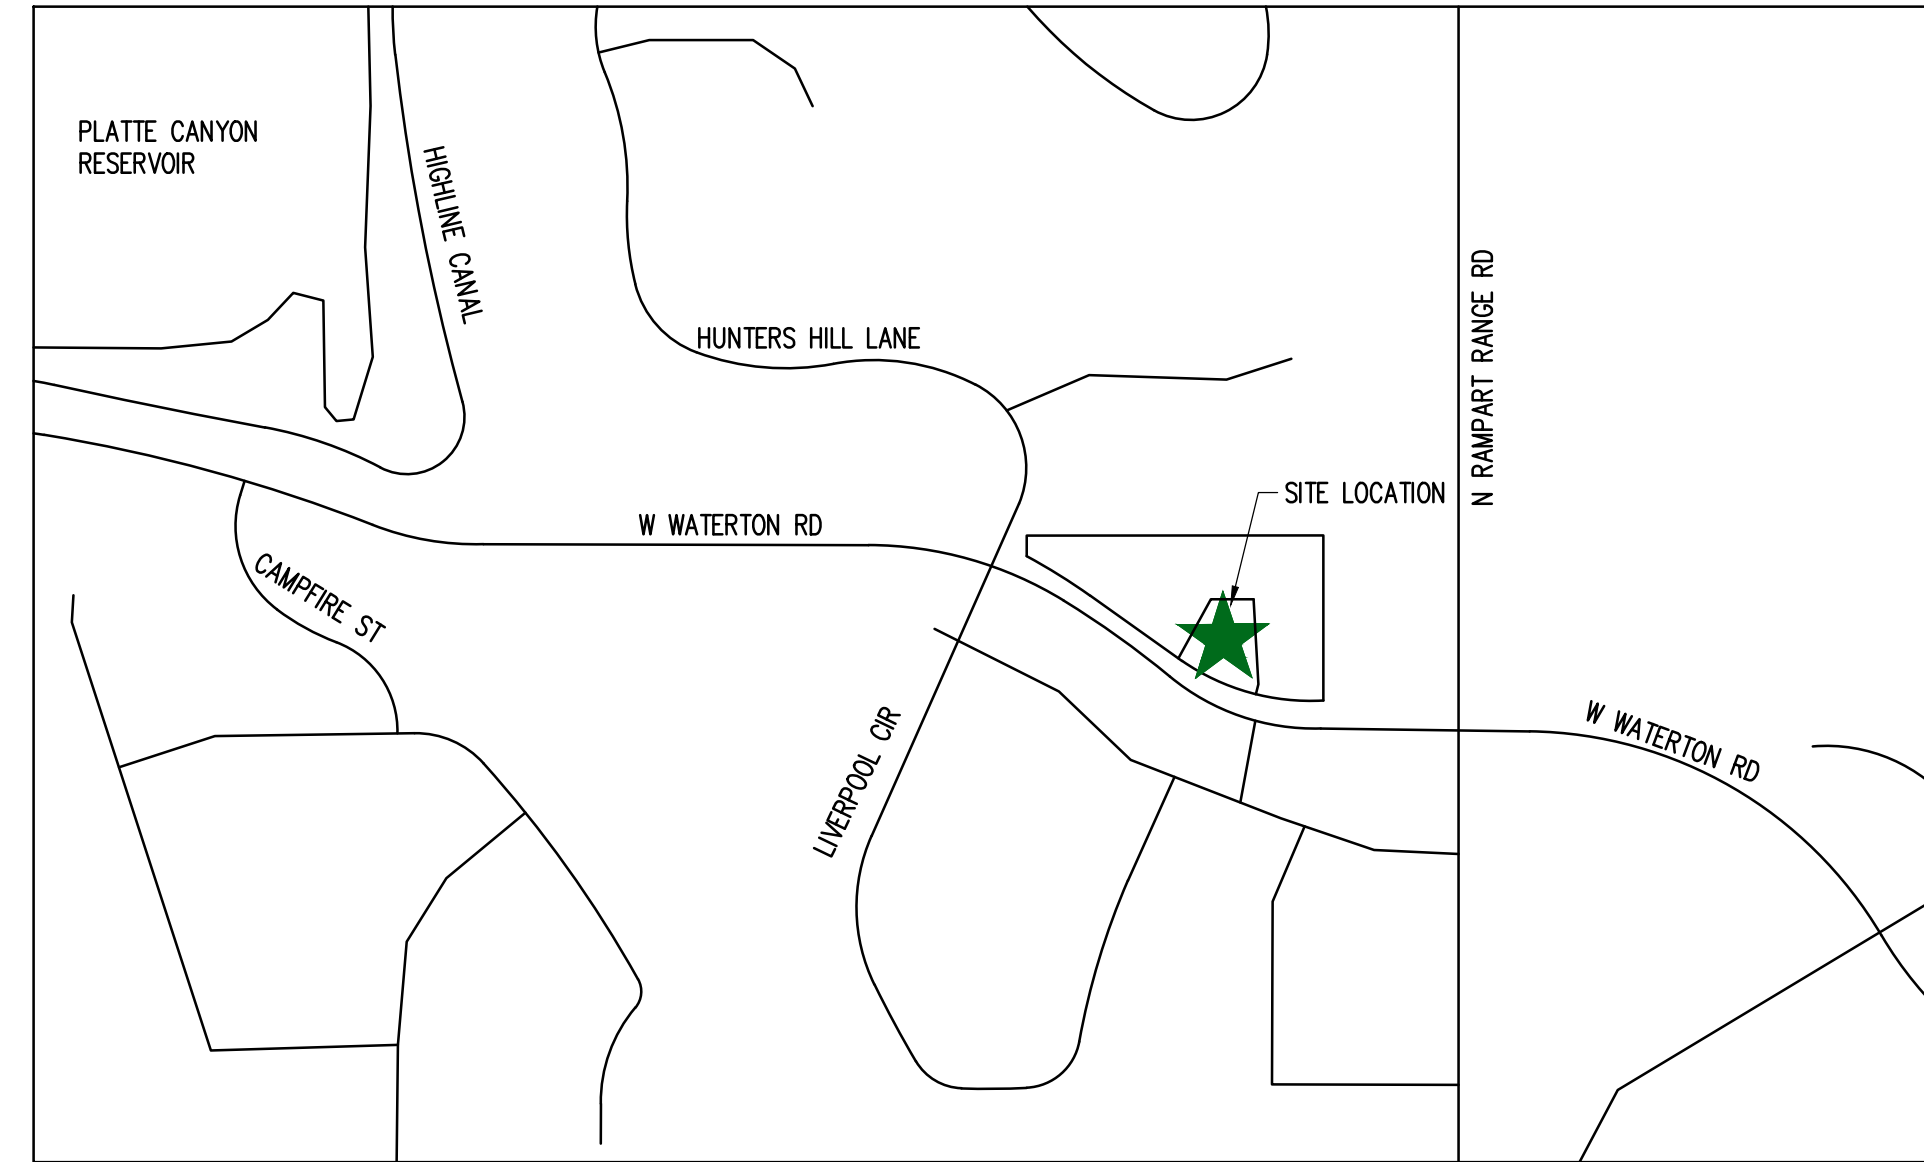 PLATTE CANYON
RESERVOIR
HIGHLINE CANAL
HUNTERS HILL LANE
N RAMPART RANGE RD
SITE LOCATION
W WATERTON RD
CAMPFIRE ST
LIVERPOOL CIR
W WATERTON RD